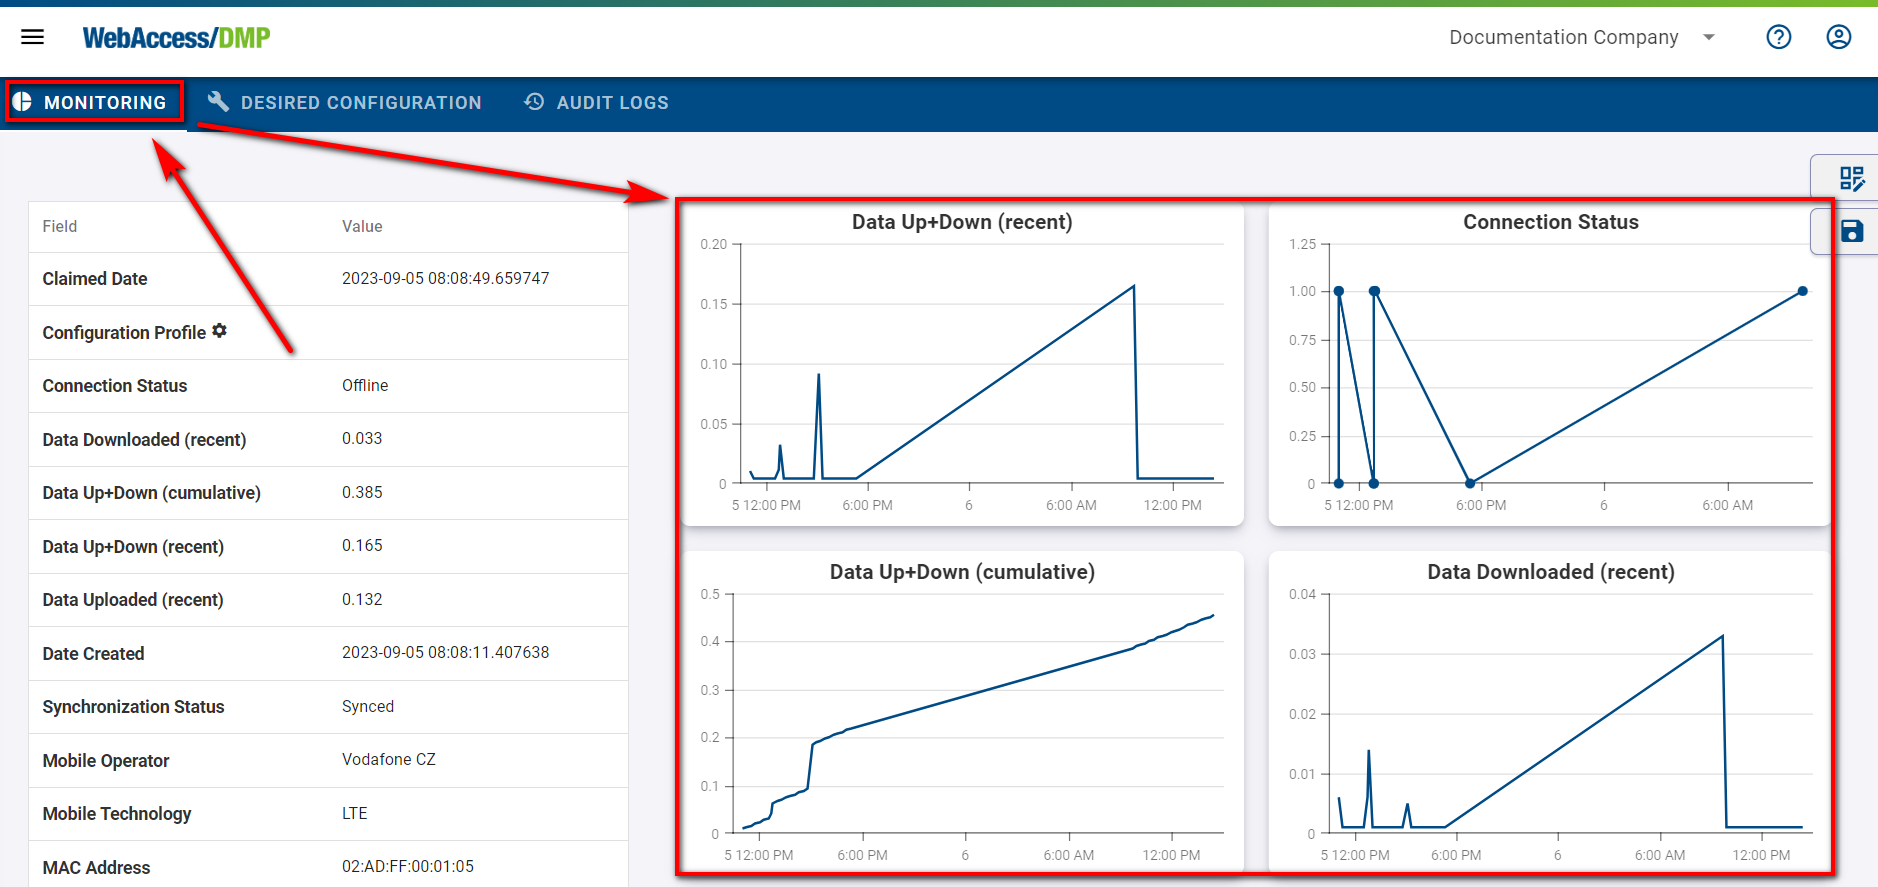 WebAccess/DMP
Documentation Company
MONITORING
DESIRED CONFIGURATION
AUDIT LOGS
Field Value
Claimed Date 2023-09-05 08:08:49.659747
Configuration Profile
Connection Status Offline
Data Downloaded (recent) 0.033
Data Up+Down (cumulative) 0.385
Data Up+Down (recent) 0.165
Data Uploaded (recent) 0.132
Date Created 2023-09-05 08:08:11.407638
Synchronization Status Synced
Mobile Operator Vodafone CZ
Mobile Technology LTE
MAC Address 02:AD:FF:00:01:05
Data Up+Down (recent)
0.20
0.15
0.10
0.05
0
5 12:00 PM 6:00 PM 6 6:00 AM 12:00 PM
Connection Status
1.25
1.00
0.75
0.50
0.25
0
5 12:00 PM 6:00 PM 6 6:00 AM
Data Up+Down (cumulative)
0.5
0.4
0.3
0.2
0.1
0
5 12:00 PM 6:00 PM 6 6:00 AM 12:00 PM
Data Downloaded (recent)
0.04
0.03
0.02
0.01
0
5 12:00 PM 6:00 PM 6 6:00 AM 12:00 PM